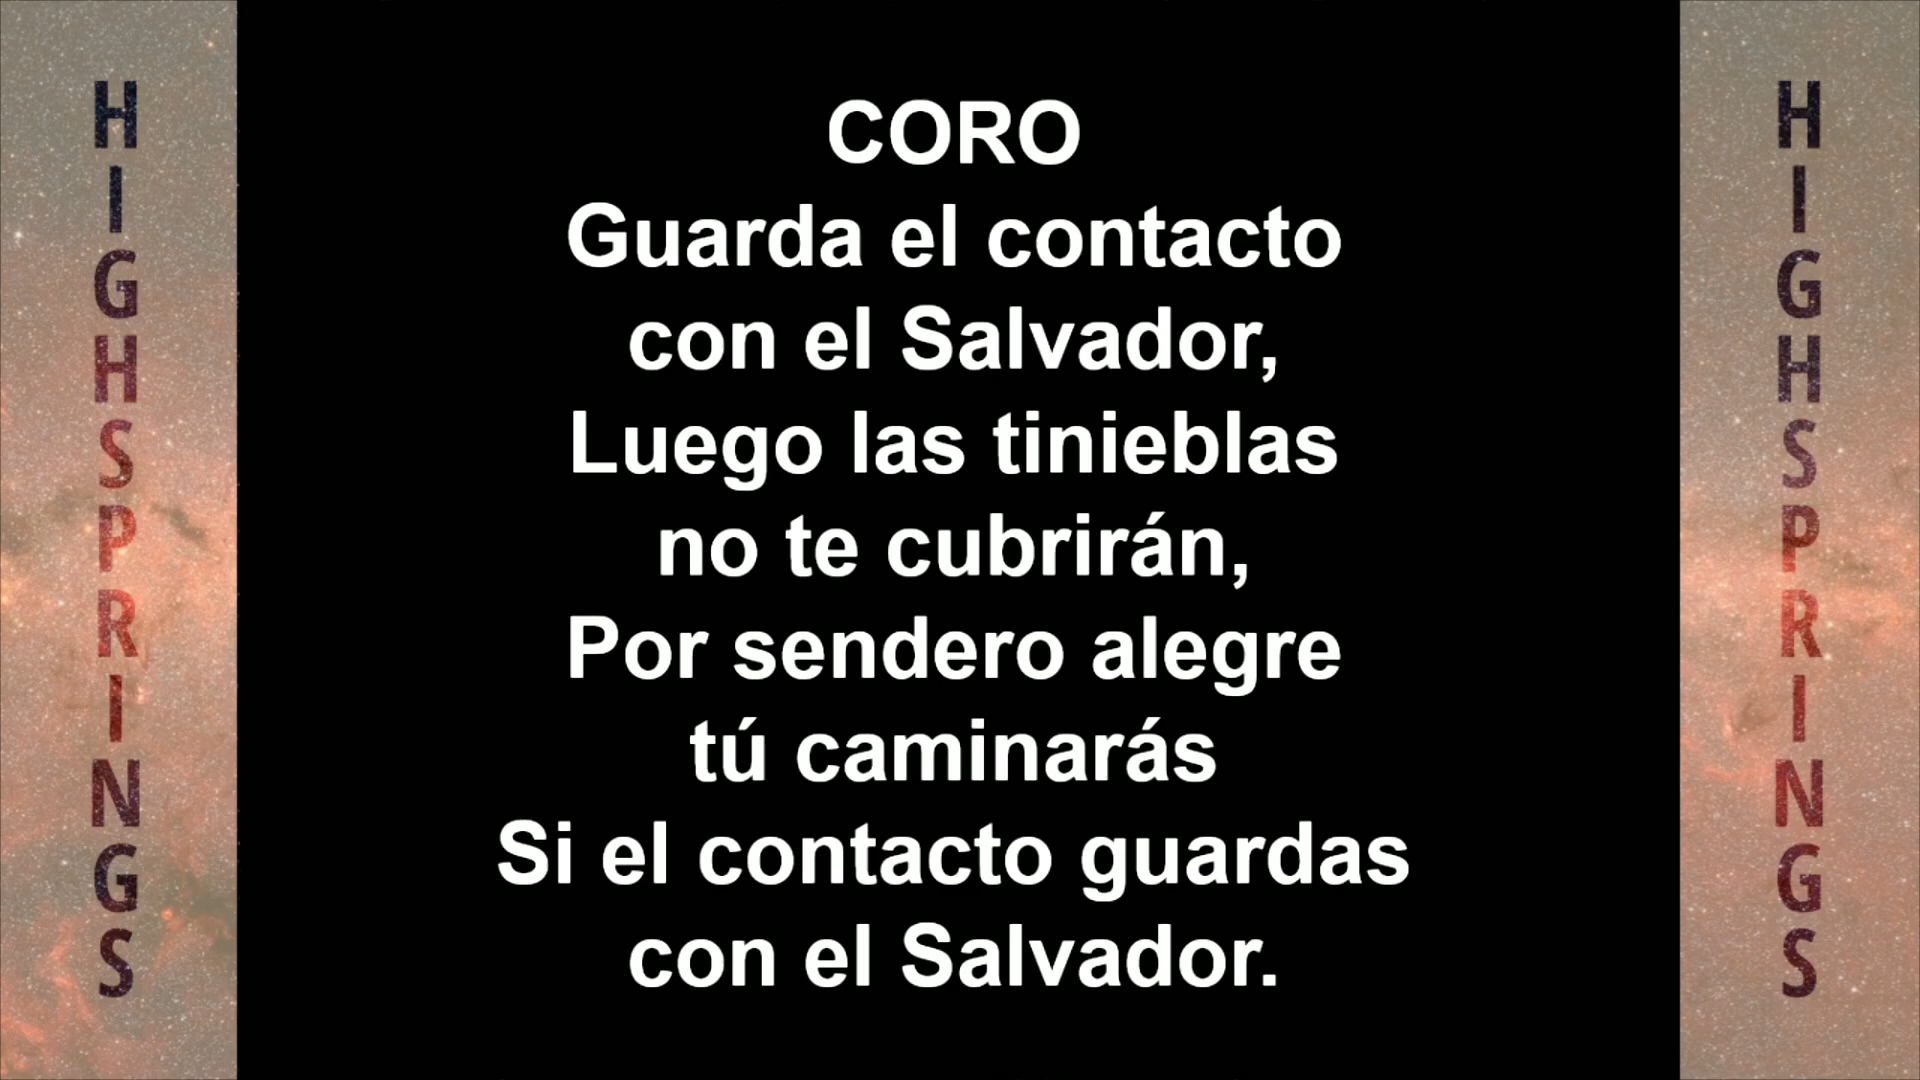 HIGHSPRINGS
CORO
Guarda el contacto
con el Salvador,
Luego las tinieblas
no te cubrirán,
Por sendero alegre
tú caminarás
Si el contacto guardas
con el Salvador.
HIGHSPRINGS